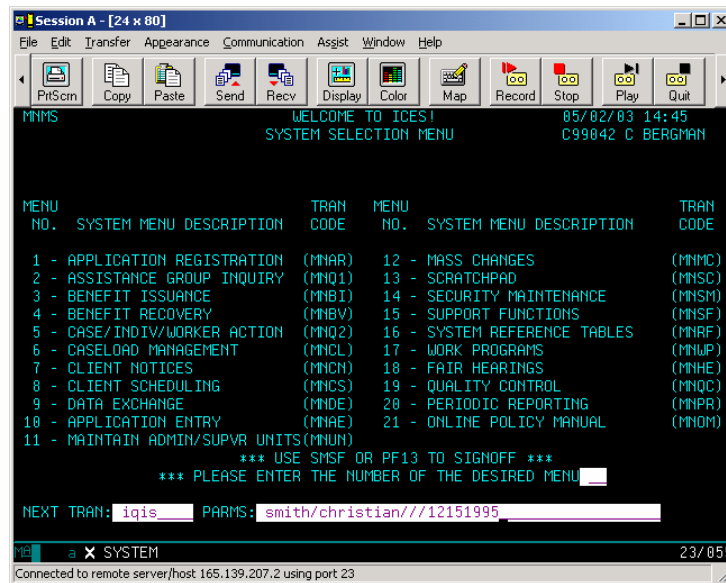 Session A - [24 x 80]
File Edit Transfer Appearance Communication Assist Window Help
PrtScrn Copy Paste Send Recv Display Color Map Record Stop Play Quit
MNMS WELCOME TO ICES! 05/02/03 14:45
SYSTEM SELECTION MENU C99042 C BERGMAN
MENU TRAN MENU TRAN
NO. SYSTEM MENU DESCRIPTION CODE NO. SYSTEM MENU DESCRIPTION CODE
1 - APPLICATION REGISTRATION (MNAR) 12 - MASS CHANGES (MNMC)
2 - ASSISTANCE GROUP INQUIRY (MNQ1) 13 - SCRATCHPAD (MNSC)
3 - BENEFIT ISSUANCE (MNBI) 14 - SECURITY MAINTENANCE (MNSM)
4 - BENEFIT RECOVERY (MNBV) 15 - SUPPORT FUNCTIONS (MNSF)
5 - CASE/INDIV/WORKER ACTION (MNQ2) 16 - SYSTEM REFERENCE TABLES (MNRF)
6 - CASELOAD MANAGEMENT (MNCL) 17 - WORK PROGRAMS (MNWP)
7 - CLIENT NOTICES (MNCN) 18 - FAIR HEARINGS (MNHE)
8 - CLIENT SCHEDULING (MNCS) 19 - QUALITY CONTROL (MNQC)
9 - DATA EXCHANGE (MNDE) 20 - PERIODIC REPORTING (MNPR)
10 - APPLICATION ENTRY (MNAE) 21 - ONLINE POLICY MANUAL (MNOM)
11 - MAINTAIN ADMIN/SUPVR UNITS(MNUN)
*** USE SMSF OR PF13 TO SIGNOFF ***
*** PLEASE ENTER THE NUMBER OF THE DESIRED MENU __
NEXT TRAN: iqis____ PARMS: smith/christian///12151995_______________
MA a X SYSTEM 23/05
Connected to remote server/host 165.139.207.2 using port 23